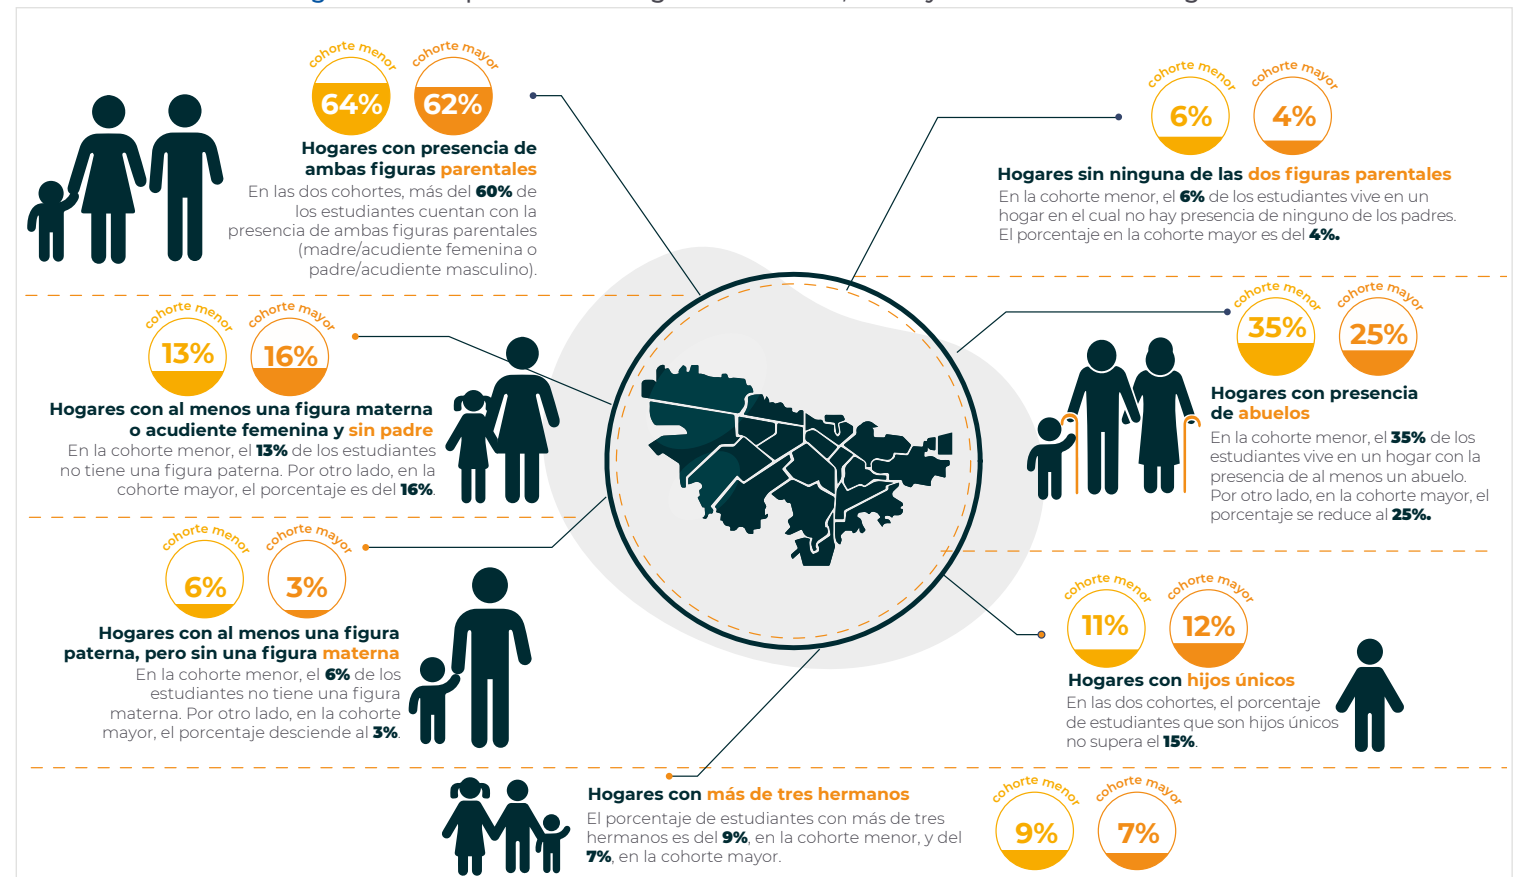 cohorte menor
cohorte mayor
64%
62%
Hogares con presencia de
ambas figuras parentales
En las dos cohortes, más del 60% de
los estudiantes cuentan con la
presencia de ambas figuras parentales
(madre/acudiente femenina o
padre/acudiente masculino).
cohorte menor
cohorte mayor
6%
4%
Hogares sin ninguna de las dos figuras parentales
En la cohorte menor, el 6% de los estudiantes vive en un
hogar en el cual no hay presencia de ninguno de los padres.
El porcentaje en la cohorte mayor es del 4%.
cohorte menor
cohorte mayor
13%
16%
Hogares con al menos una figura materna
o acudiente femenina y sin padre
En la cohorte menor, el 13% de los estudiantes
no tiene una figura paterna. Por otro lado, en la
cohorte mayor, el porcentaje es del 16%.
cohorte menor
cohorte mayor
35%
25%
Hogares con presencia
de abuelos
En la cohorte menor, el 35% de los
estudiantes vive en un hogar con la
presencia de al menos un abuelo.
Por otro lado, en la cohorte mayor, el
porcentaje se reduce al 25%.
cohorte menor
cohorte mayor
6%
3%
Hogares con al menos una figura
paterna, pero sin una figura materna
En la cohorte menor, el 6% de los
estudiantes no tiene una figura
materna. Por otro lado, en la cohorte
mayor, el porcentaje desciende al 3%.
cohorte menor
cohorte mayor
11%
12%
Hogares con hijos únicos
En las dos cohortes, el porcentaje
de estudiantes que son hijos únicos
no supera el 15%.
Hogares con más de tres hermanos
El porcentaje de estudiantes con más de tres
hermanos es del 9%, en la cohorte menor, y del
7%, en la cohorte mayor.
cohorte menor
cohorte mayor
9%
7%